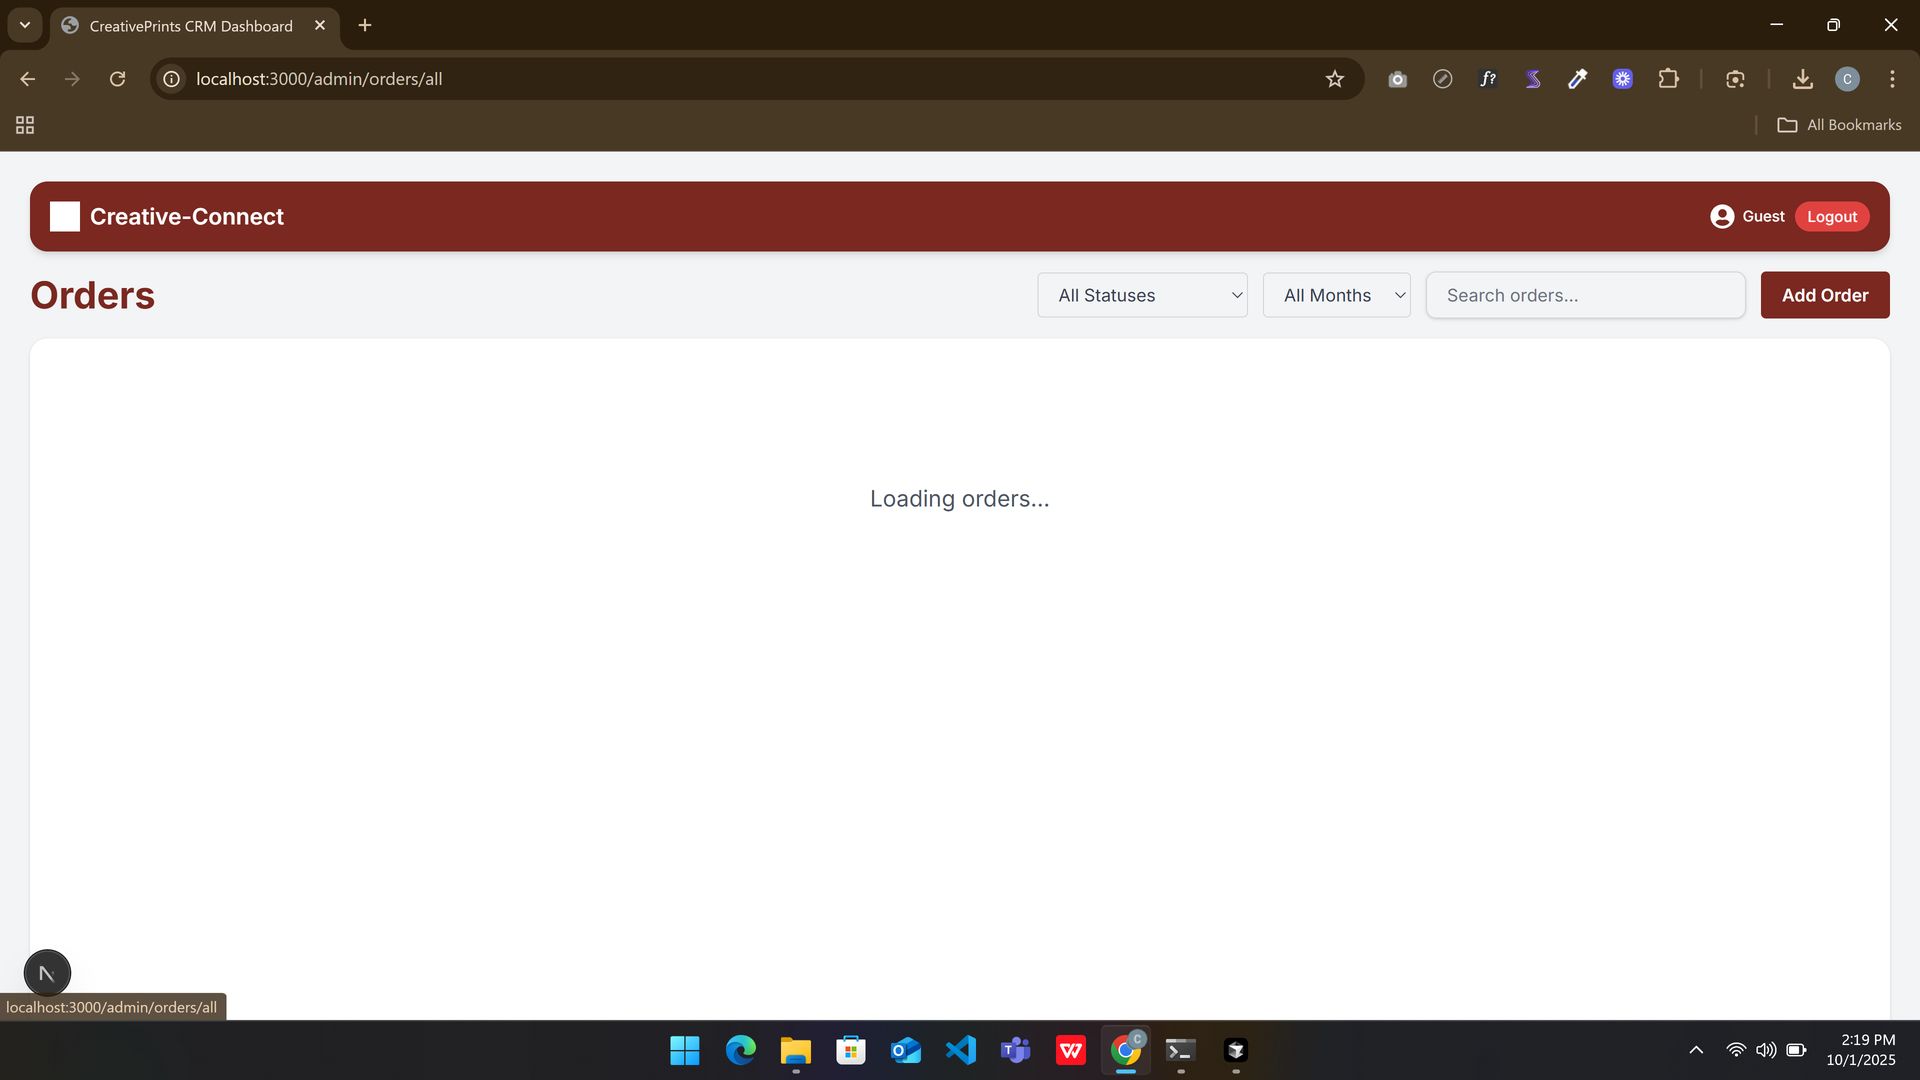 CreativePrints CRM Dashboard
localhost:3000/admin/orders/all
f?
C
All Bookmarks
Creative-Connect
Guest
Logout
Orders
All Statuses
All Months
Search orders...
Add Order
Loading orders...
N
localhost:3000/admin/orders/all
C
2:19 PM
10/1/2025